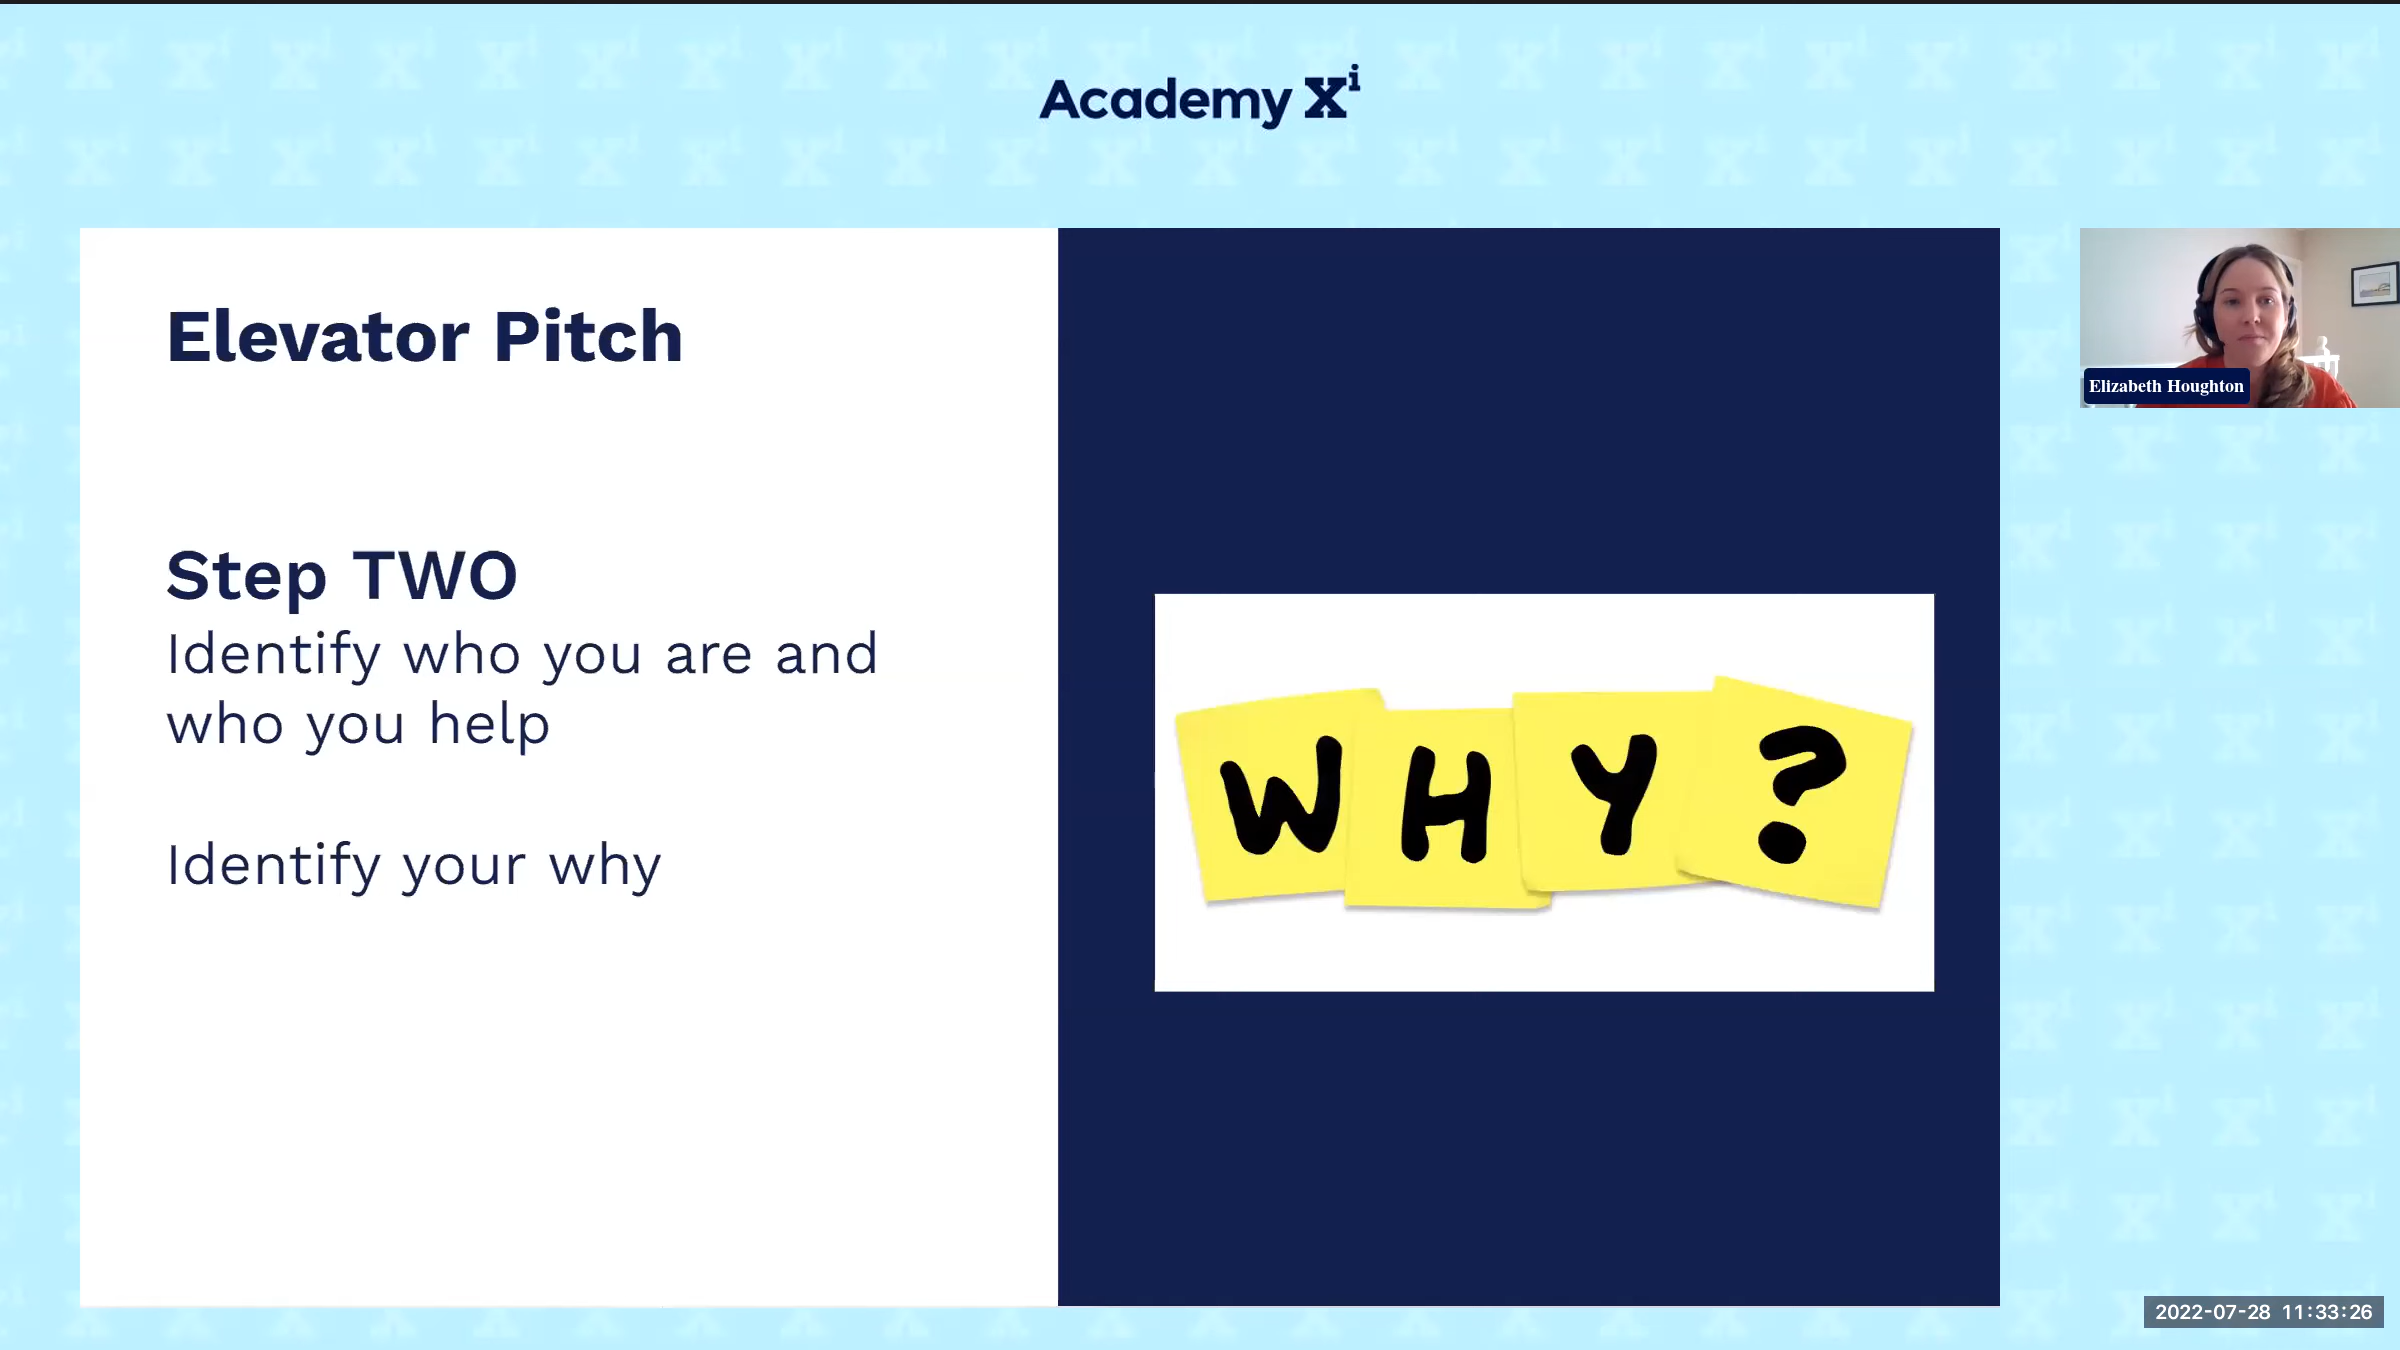 Academy Xi
Elevator Pitch
Step TWO
Identify who you are and
who you help
Identify your why
WHY?
Elizabeth Houghton
2022-07-28 11:33:26